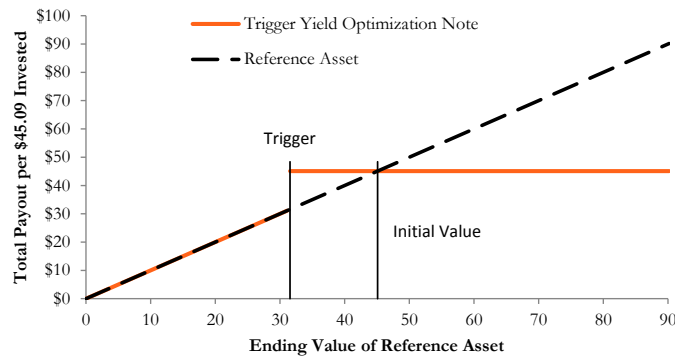 $100
$90
$80
$70
$60
$50
$40
$30
$20
$10
$0
Total Payout per $45.09 Invested
Trigger Yield Optimization Note
Reference Asset
Trigger
Initial Value
0 10 20 30 40 50 60 70 80 90
Ending Value of Reference Asset